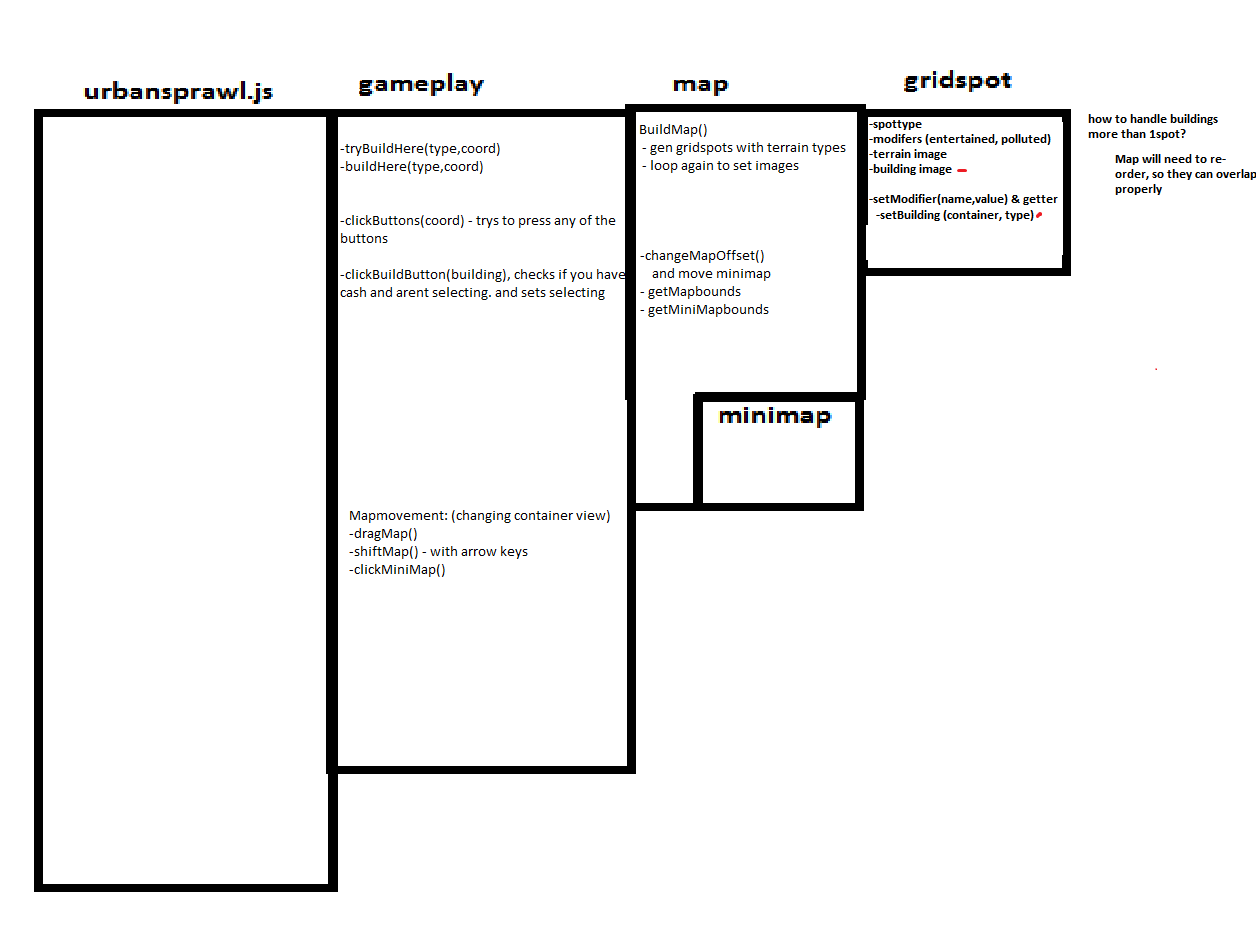 urbansprawl.js
gameplay
-tryBuildHere(type,coord)
-buildHere(type,coord)
-clickButtons(coord) - trys to press any of the
buttons
-clickBuildButton(building), checks if you have
cash and arent selecting. and sets selecting
Mapmovement: (changing container view)
-dragMap()
-shiftMap() - with arrow keys
-clickMiniMap()
map
BuildMap()
- gen gridspots with terrain types
- loop again to set images
-changeMapOffset()
and move minimap
- getMapbounds
- getMiniMapbounds
minimap
gridspot
-spottype
-modifers (entertained, polluted)
-terrain image
-building image
-setModifier(name,value) & getter
-setBuilding (container, type)
how to handle buildings
more than 1spot?
Map will need to re-
order, so they can overlap
properly